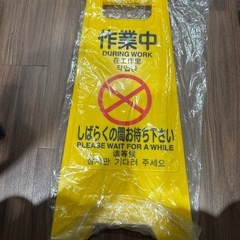 作業中
DURING WORK
在工作里
작업중
しばらくの間お待ち下さい
PLEASE WAIT FOR A WHILE
请等候
잠시만 기다려 주세요